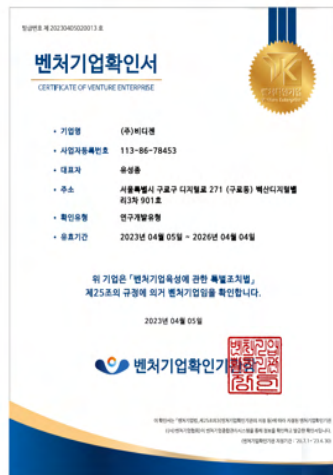 발급번호 제 20230405020013 호
벤처기업확인서
CERTIFICATE OF VENTURE ENTERPRISE
• 기업명 (주)비디젠
• 사업자등록번호 113-86-78453
• 대표자 유성종
• 주소 서울특별시 구로구 디지털로 271 (구로동) 벽산디지털밸
리3차 901호
• 확인유형 연구개발유형
• 유효기간 2023년 04월 05일 ~ 2026년 04월 04일
위 기업은 「벤처기업육성에 관한 특별조치법」
제25조의 규정에 의거 벤처기업임을 확인합니다.
2023년 04월 05일
벤처기업확인기관장